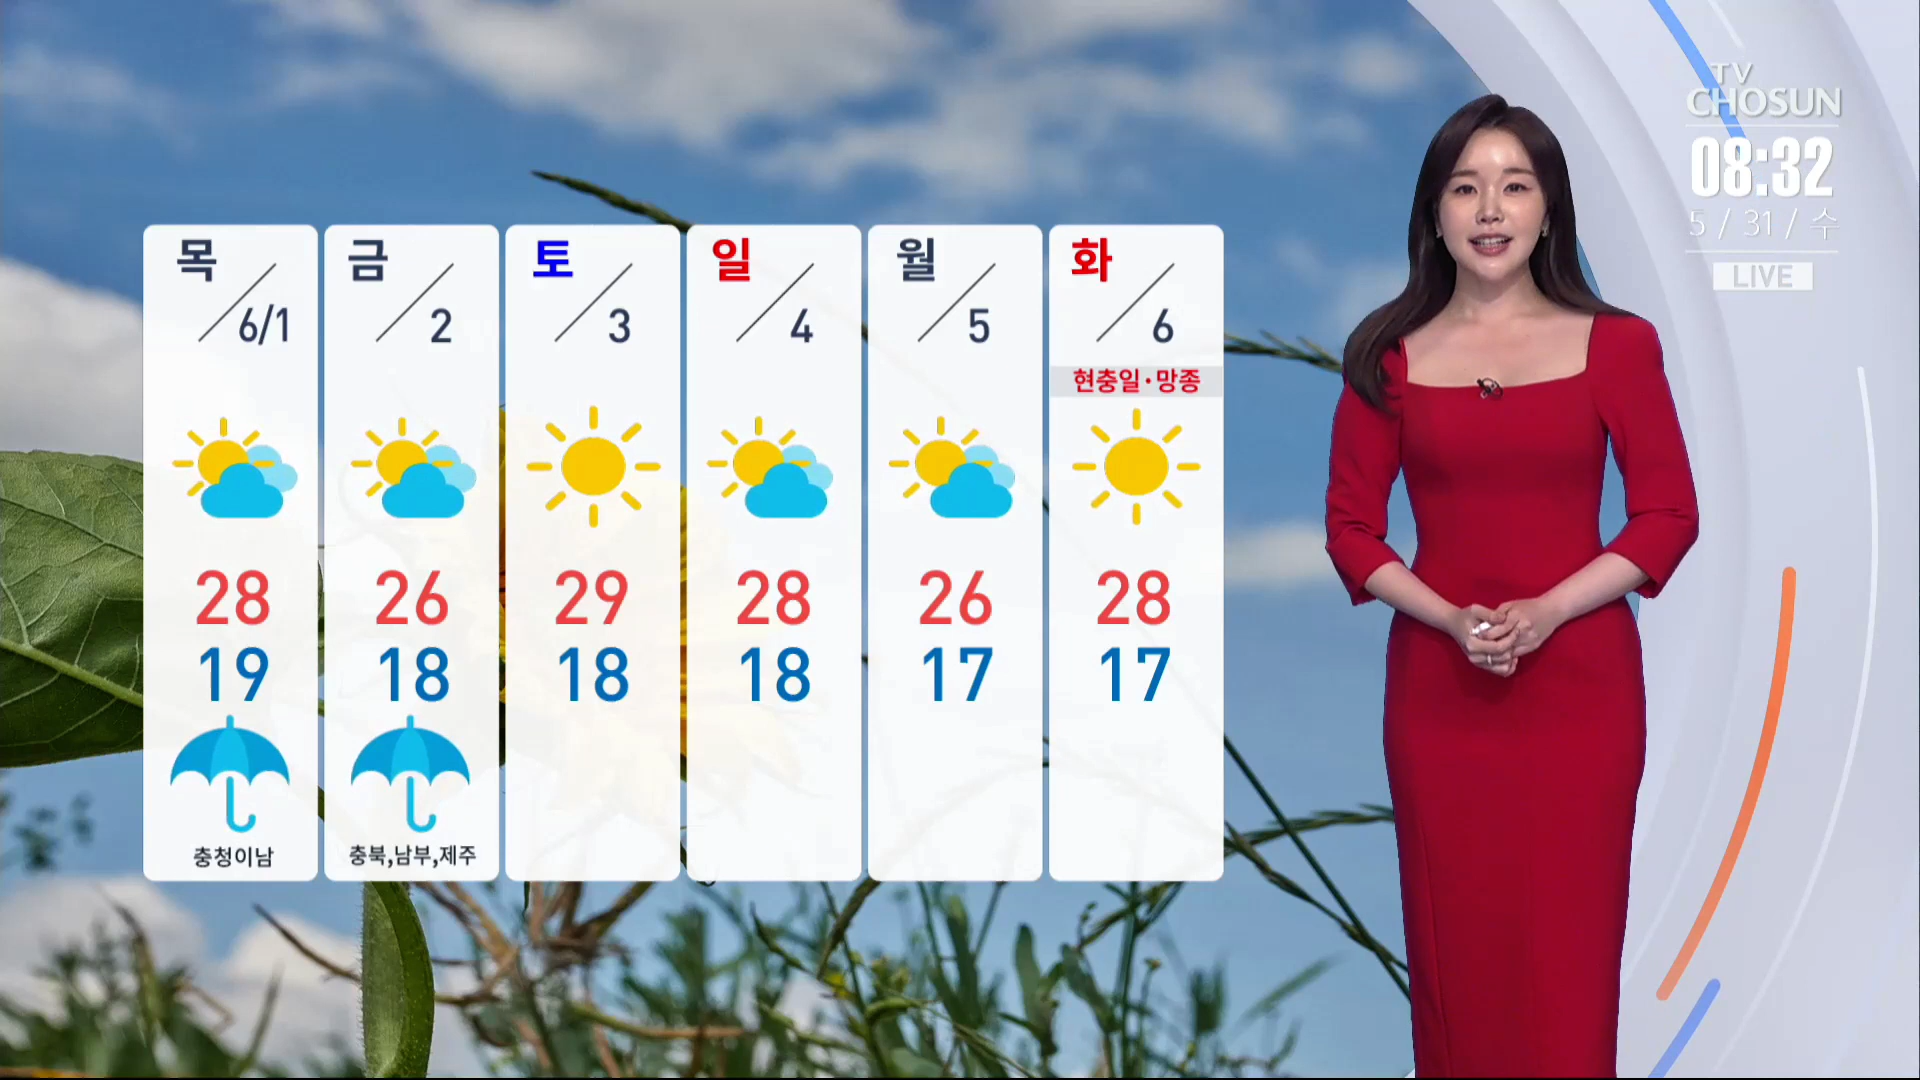 TV
CHOSUN
08:32
5 / 31 / 수
LIVE
목 금 토 일 월 화
6/1 2 3 4 5 6
현충일·망종
28 26 29 28 26 28
19 18 18 18 17 17
충청이남 충북,남부,제주